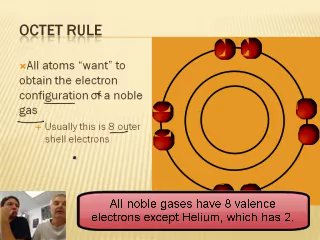 OCTET RULE
All atoms “want” to
obtain the electron
configuration of a noble
gas
Usually this is 8 outer
shell electrons
All noble gases have 8 valence
electrons except Helium, which has 2.